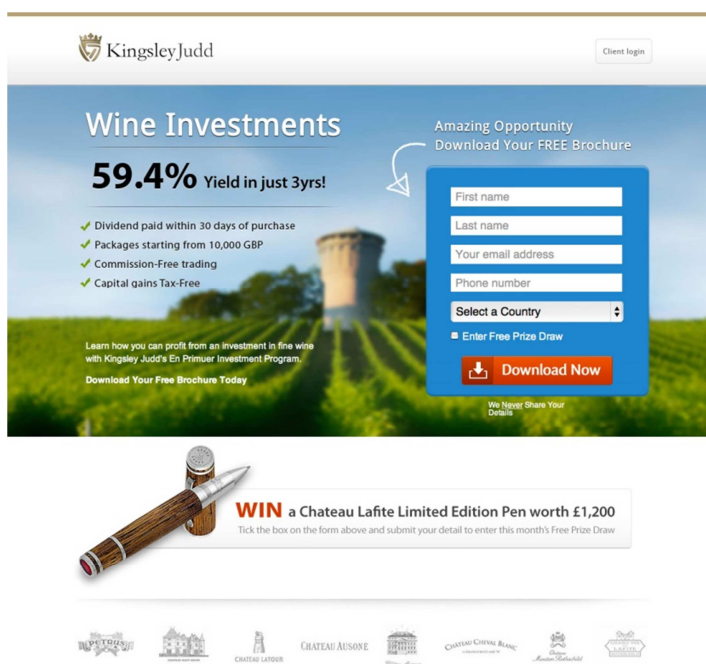 KingsleyJudd
Client login
Wine Investments
59.4% Yield in just 3yrs!
Dividend paid within 30 days of purchase
Packages starting from 10,000 GBP
Commission-Free trading
Capital gains Tax-Free
Learn how you can profit from an investment in fine wine
with Kingsley Judd's En Primuer Investment Program.
Download Your Free Brochure Today
Amazing Opportunity
Download Your FREE Brochure
First name
Last name
Your email address
Phone number
Select a Country
Enter Free Prize Draw
Download Now
We Never Share Your
Details
WIN a Chateau Lafite Limited Edition Pen worth £1,200
Tick the box on the form above and submit your detail to enter this month's Free Prize Draw
PETRUS
CHATEAU LATOUR
CHATEAU AUSONE
CHATEAU CHEVAL BLANC
Chateau
Mouton Rothschild
LAFITE